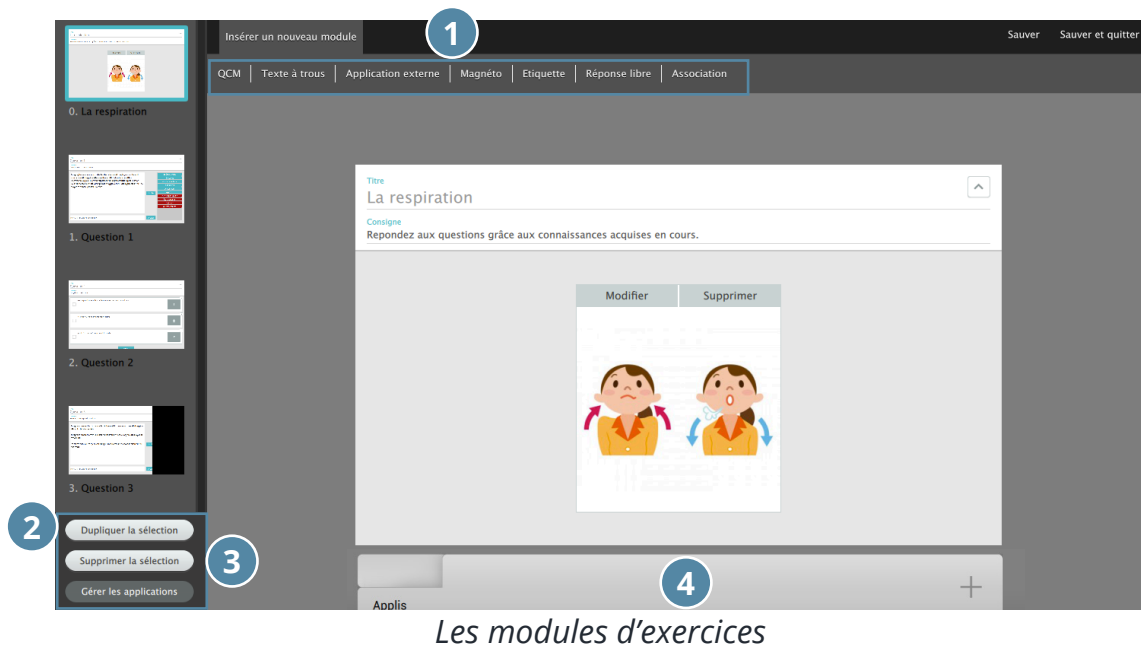 1
Insérer un nouveau module
Sauver Sauver et quitter
QCM Texte à trous Application externe Magnéto Etiquette Réponse libre Association
0. La respiration
1. Question 1
2. Question 2
3. Question 3
Titre
La respiration
Consigne
Repondez aux questions grâce aux connaissances acquises en cours.
Modifier Supprimer
2
Dupliquer la sélection
Supprimer la sélection
3
Gérer les applications
4
Applis
Les modules d’exercices